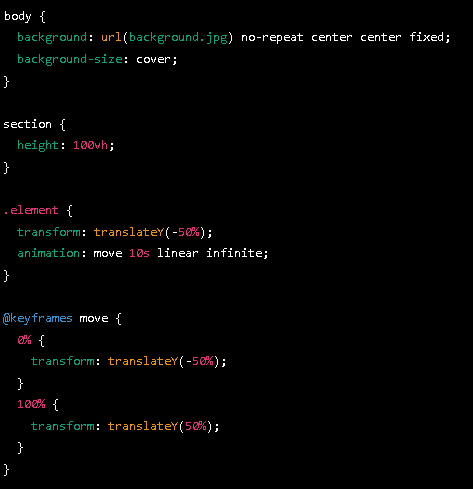 body {
  background: url(background.jpg) no-repeat center center fixed;
  background-size: cover;
}

section {
  height: 100vh;
}

.element {
  transform: translateY(-50%);
  animation: move 10s linear infinite;
}

@keyframes move {
  0% {
    transform: translateY(-50%);
  }
  100% {
    transform: translateY(50%);
  }
}